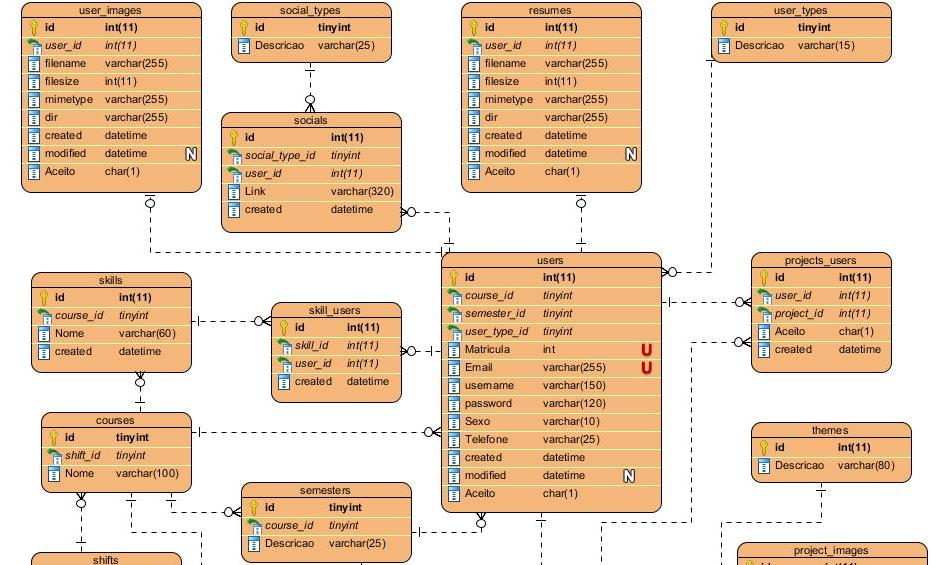 user_images
id int(11)
user_id int(11)
filename varchar(255)
filesize int(11)
mimetype varchar(255)
dir varchar(255)
created datetime
modified datetime N
Aceito char(1)
social_types
id tinyint
Descricao varchar(25)
resumes
id int(11)
user_id int(11)
filename varchar(255)
filesize int(11)
mimetype varchar(255)
dir varchar(255)
created datetime
modified datetime N
Aceito char(1)
user_types
id tinyint
Descricao varchar(15)
socials
id int(11)
social_type_id tinyint
user_id int(11)
Link varchar(320)
created datetime
skills
id int(11)
course_id tinyint
Nome varchar(60)
created datetime
skill_users
id int(11)
skill_id int(11)
user_id int(11)
created datetime
users
id int(11)
course_id tinyint
semester_id tinyint
user_type_id tinyint
Matricula int U
Email varchar(255) U
username varchar(150)
password varchar(120)
Sexo varchar(10)
Telefone varchar(25)
created datetime
modified datetime N
Aceito char(1)
projects_users
id int(11)
user_id int(11)
project_id int(11)
Aceito char(1)
created datetime
courses
id tinyint
shift_id tinyint
Nome varchar(100)
themes
id int(11)
Descricao varchar(80)
semesters
id tinyint
course_id tinyint
Descricao varchar(25)
shifts
project_images